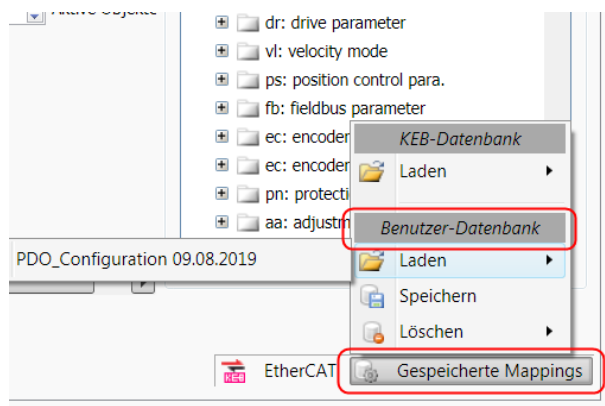 Aktive Objekte
dr: drive parameter
vl: velocity mode
ps: position control para.
fb: fieldbus parameter
ec: encoder
ec: encoder
pn: protecti
aa: adjustm
KEB-Datenbank
Laden
Benutzer-Datenbank
Laden
Speichern
Löschen
PDO_Configuration 09.08.2019
KEB
EtherCAT
Gespeicherte Mappings